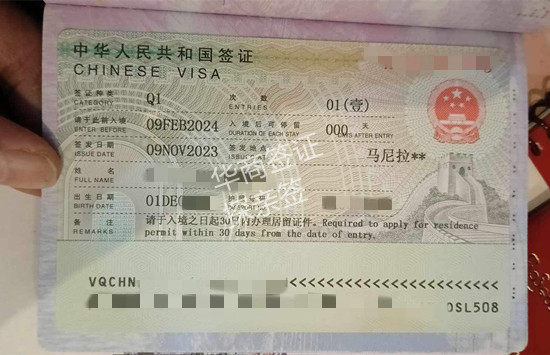 中华人民共和国签证
CHINESE VISA
签证种类 Q1 次数 01(壹)
CATEGORY ENTRIES
请于此前入境 09FEB2024 入境后可停留 000 天
ENTER BEFORE DURATION OF EACH STAY DAYS AFTER ENTRY
签发日期 09NOV2023 签发地点 马尼拉**
ISSUE DATE
姓名
FULL NAME
出生日期 01DEC
BIRTH DATE
备注 请于入境之日起30日内办理居留证件。Required to apply for residence
REMARKS permit within 30 days from the date of entry.
VQCHN <<<<<<<<<<<<<<<
OSL508
华商签证